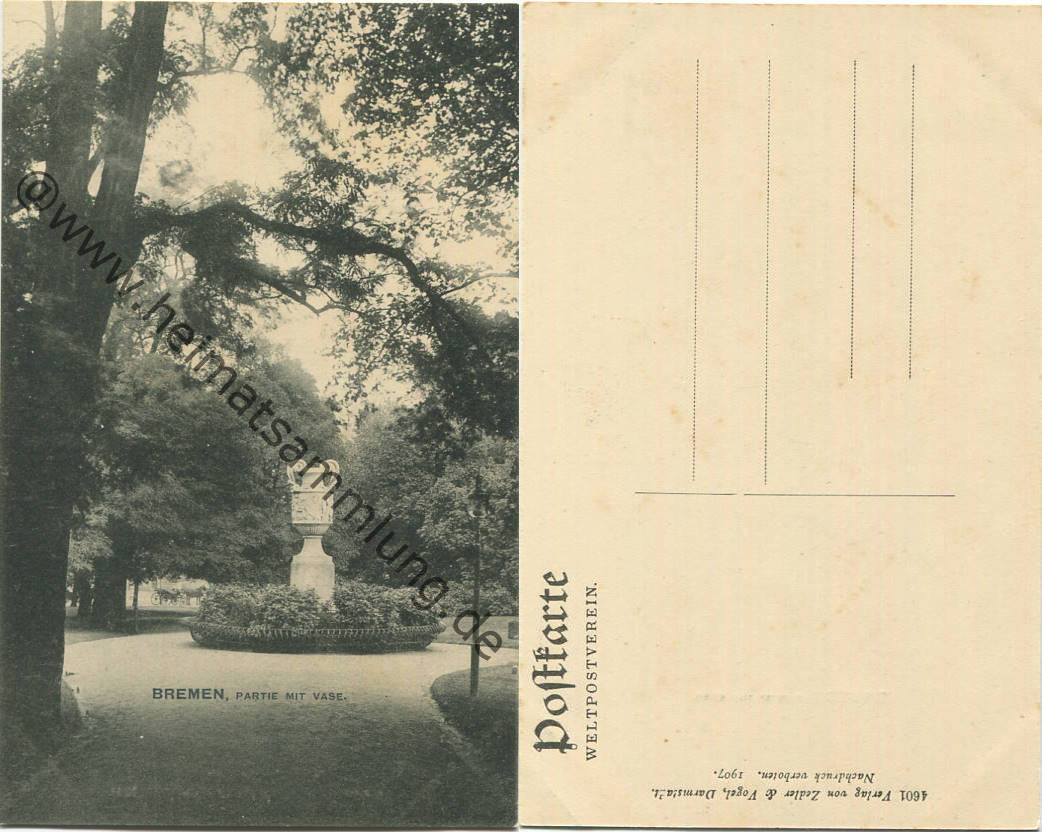 @www.heimatsammlung.de
BREMEN, PARTIE MIT VASE.
Postkarte
WELTPOSTVEREIN.
4601 Verlag von Zedler & Vogel, Darmstadt.
Nachdruck verboten. 1907.